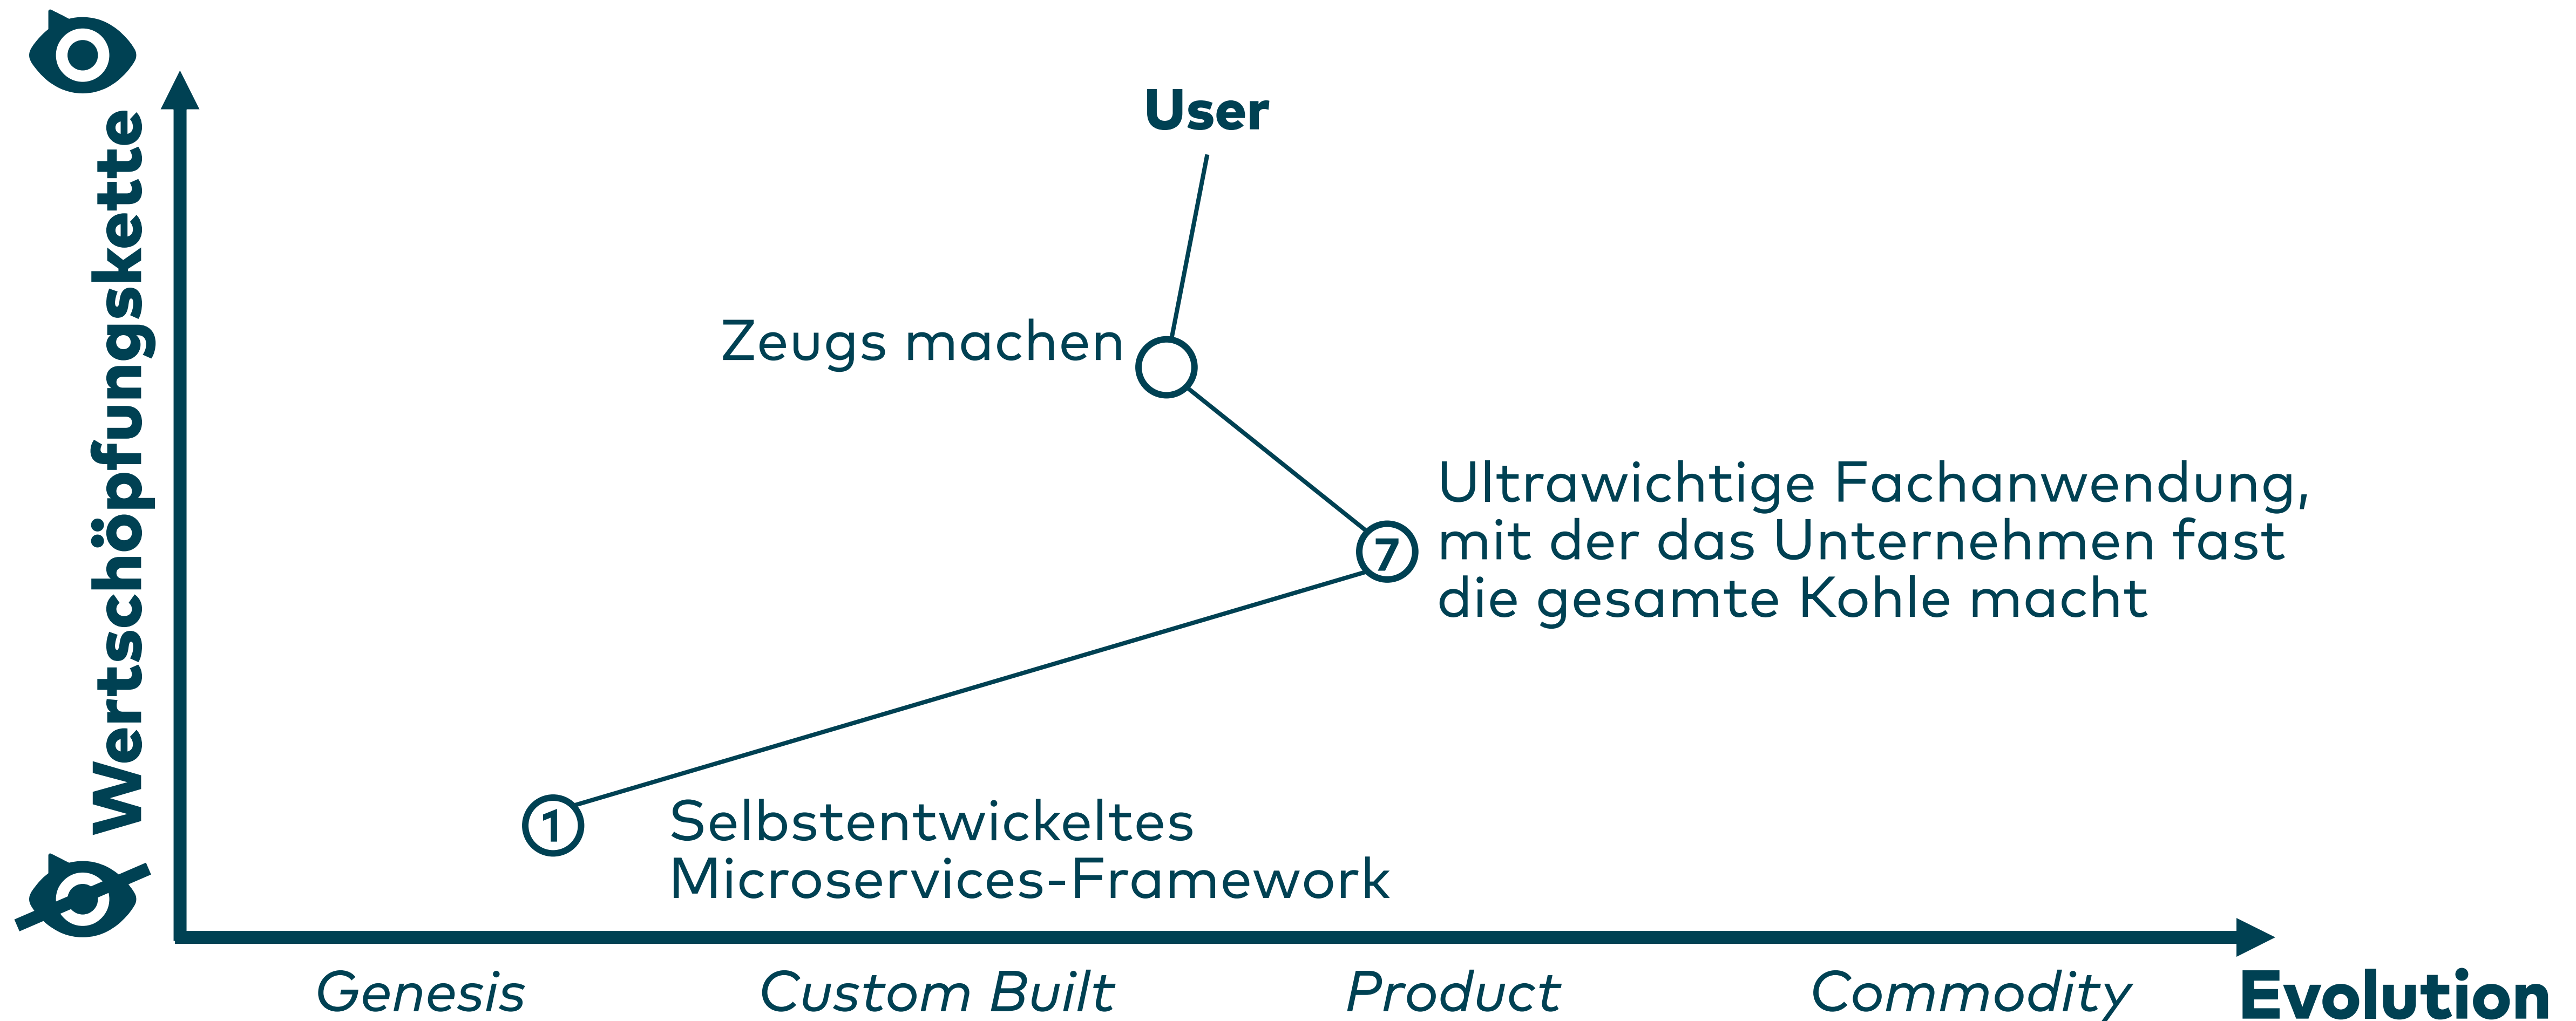 User
Zeugs machen
Ultrawichtige Fachanwendung,
mit der das Unternehmen fast
die gesamte Kohle macht
7
1
Selbstentwickeltes
Microservices-Framework
Wertschöpfungskette
Genesis
Custom Built
Product
Commodity
Evolution